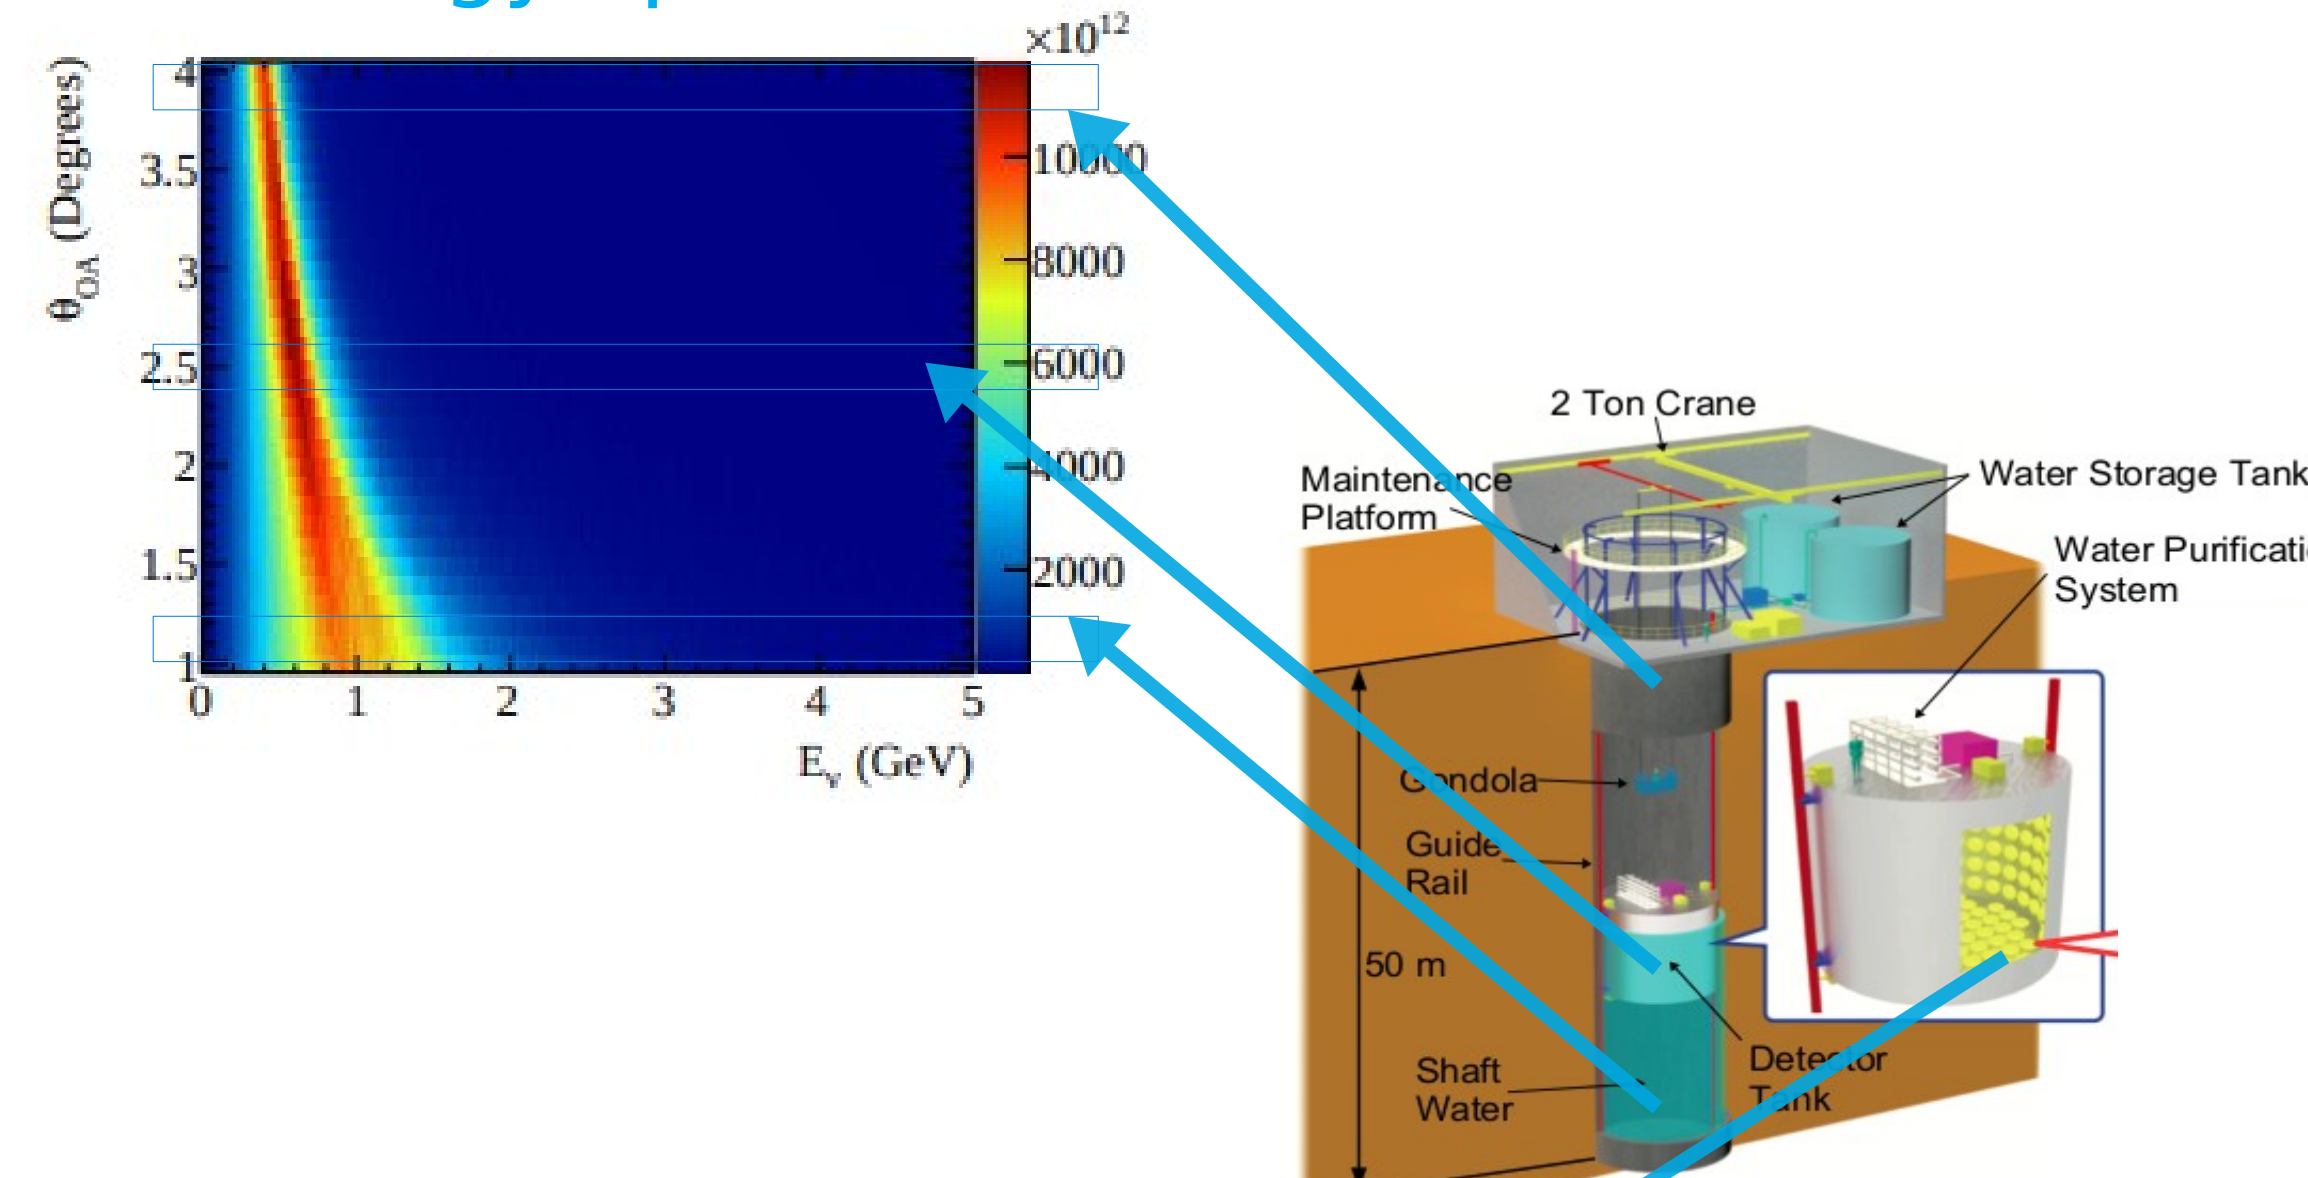 ×10¹²
θOA (Degrees)
4
3.5
3
2.5
2
1.5
1
0 1 2 3 4 5
Eν (GeV)
10000
8000
6000
4000
2000
2 Ton Crane
Maintenance
Platform
Water Storage Tank
Water Purificati
System
Gondola
Guide
Rail
50 m
Shaft
Water
Detector
Tank